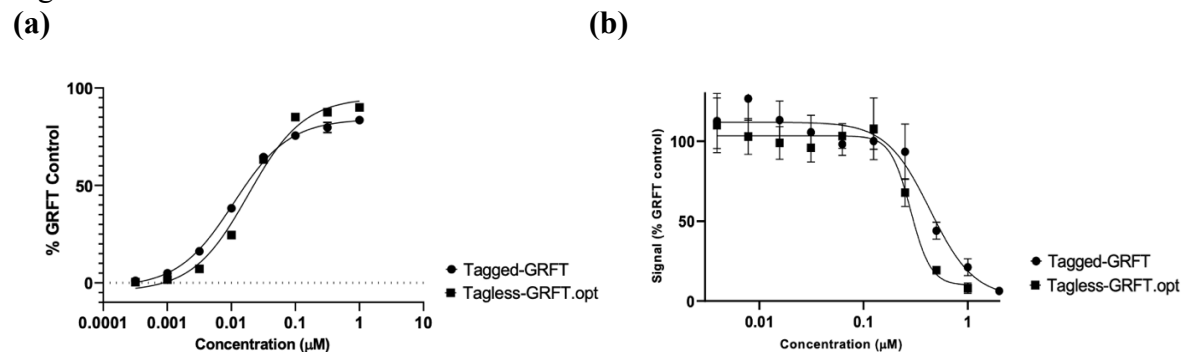 (a)
(b)
% GRFT Control
100
50
0
0.0001
0.001
0.01
0.1
1
10
Concentration (μM)
Tagged-GRFT
Tagless-GRFT.opt
Signal (% GRFT control)
100
50
0
0.01
0.1
1
Concentration (μM)
Tagged-GRFT
Tagless-GRFT.opt